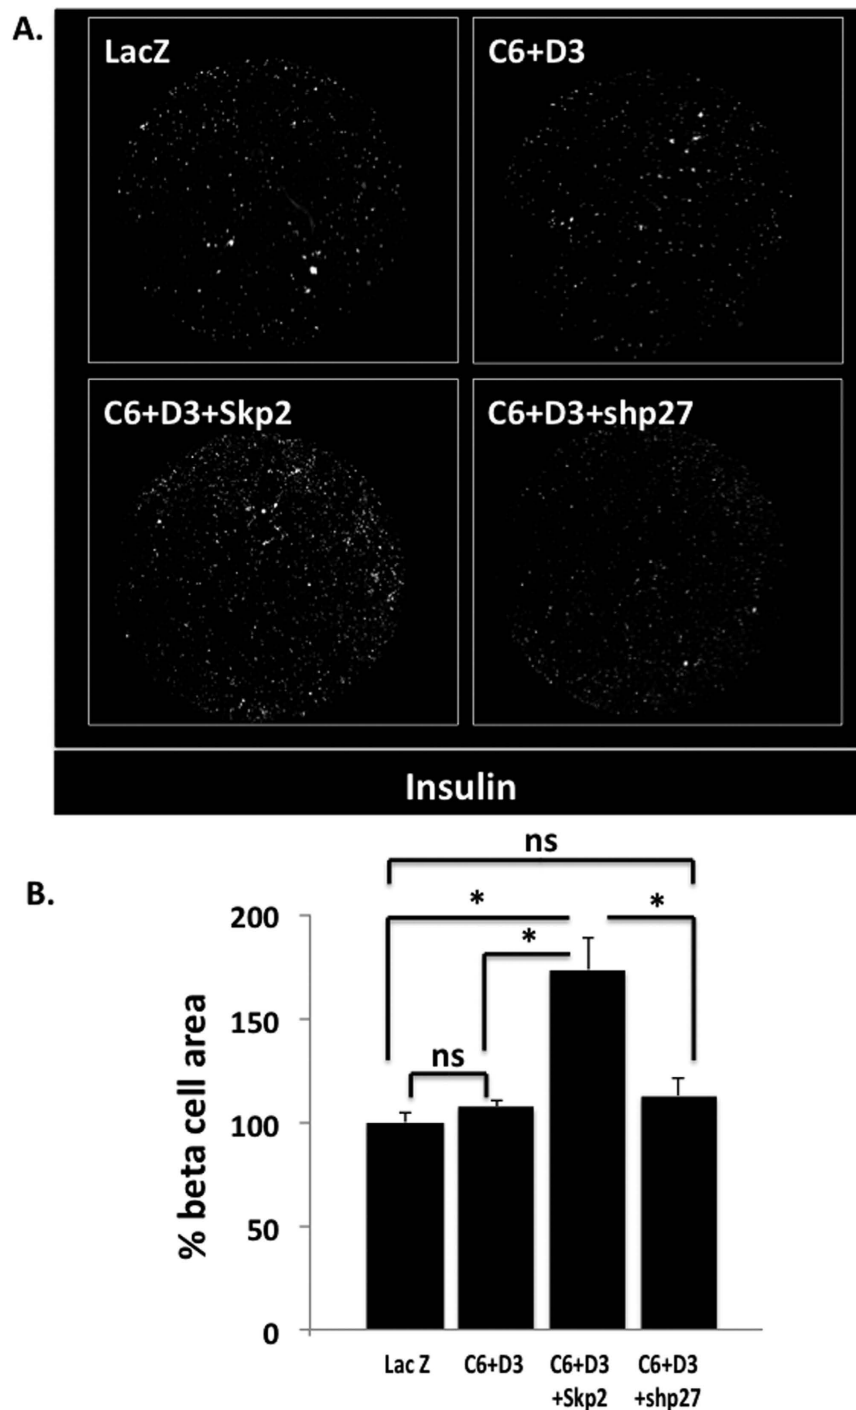 A.
LacZ
C6+D3
C6+D3+Skp2
C6+D3+shp27
Insulin
B.
% beta cell area
200
150
100
50
0
ns
*
*
*
ns
Lac Z
C6+D3
C6+D3
+Skp2
C6+D3
+shp27